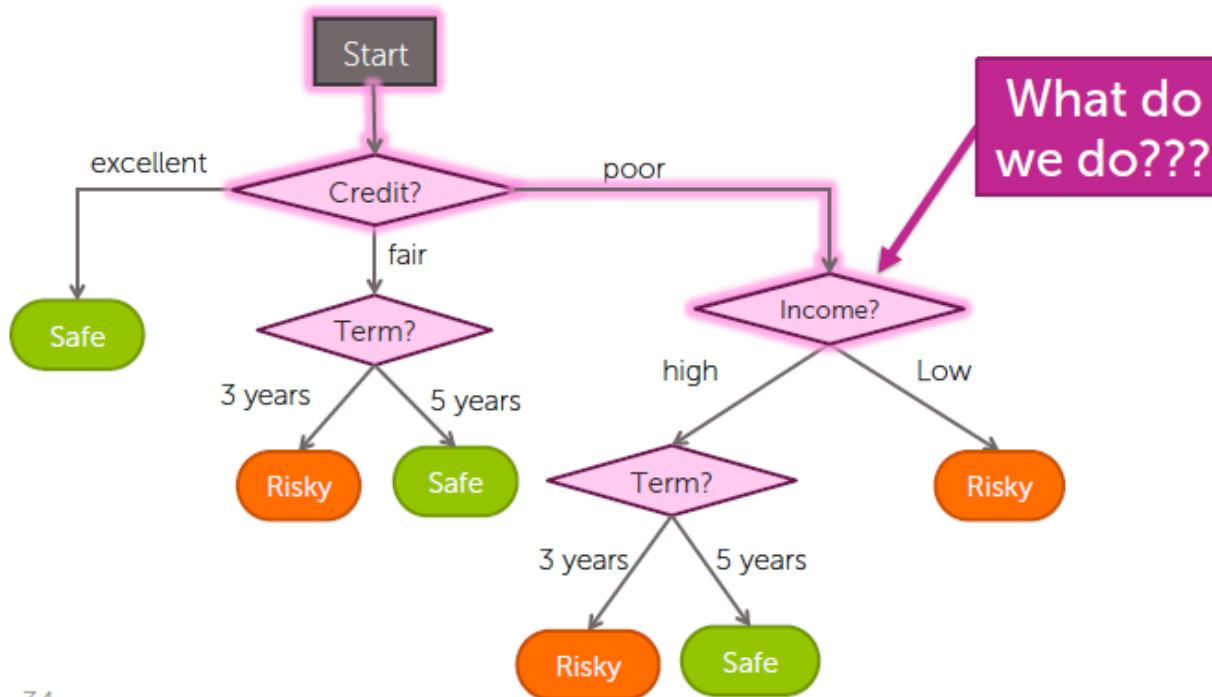 Start
What do
we do???
excellent
Credit?
poor
fair
Safe
Term?
Income?
3 years
5 years
high
Low
Risky
Safe
Term?
Risky
3 years
5 years
Risky
Safe